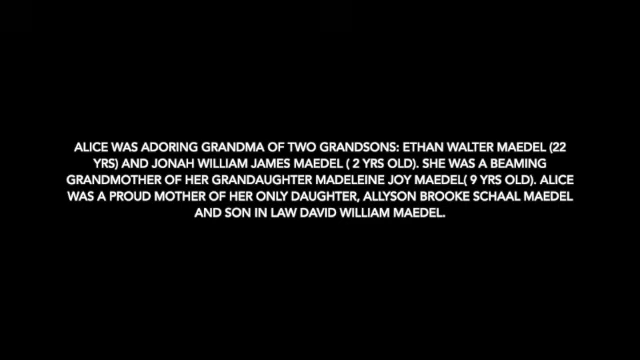 ALICE WAS ADORING GRANDMA OF TWO GRANDSONS: ETHAN WALTER MAEDEL (22
YRS) AND JONAH WILLIAM JAMES MAEDEL ( 2 YRS OLD). SHE WAS A BEAMING
GRANDMOTHER OF HER GRANDAUGHTER MADELEINE JOY MAEDEL( 9 YRS OLD). ALICE
WAS A PROUD MOTHER OF HER ONLY DAUGHTER, ALLYSON BROOKE SCHAAL MAEDEL
AND SON IN LAW DAVID WILLIAM MAEDEL.